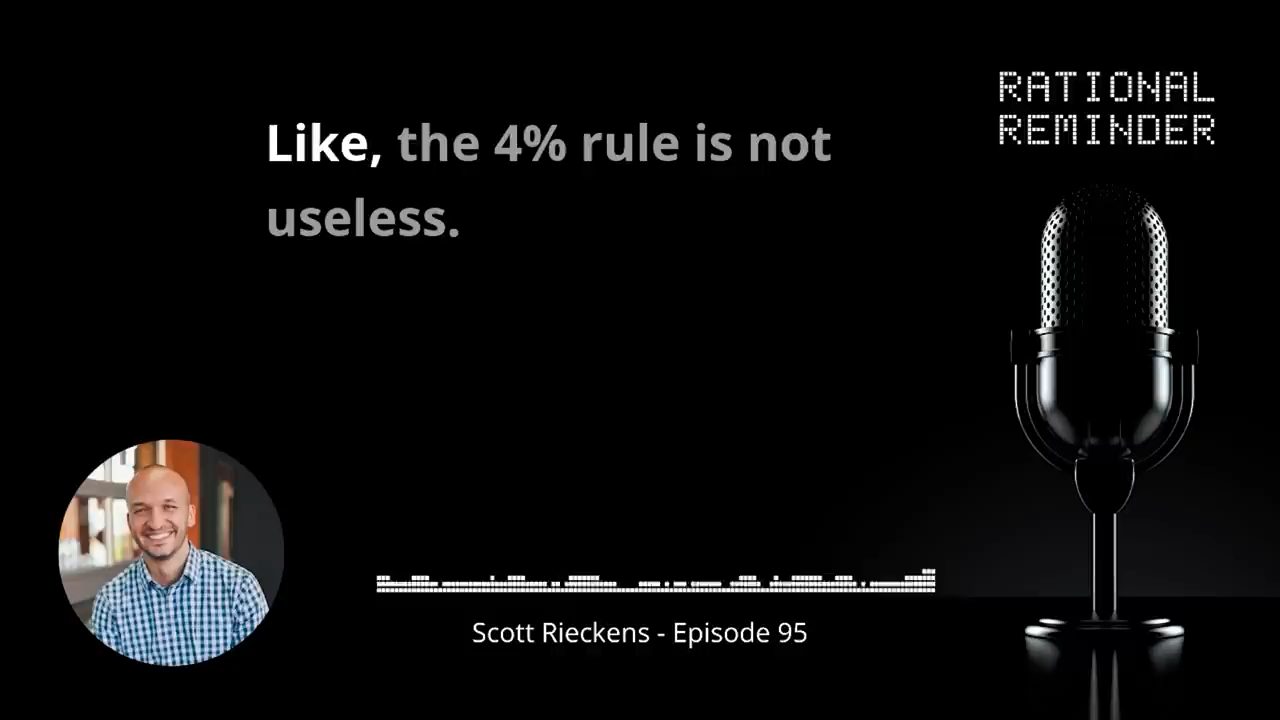 RATIONAL
REMINDER
Like, the 4% rule is not
useless.
Scott Rieckens - Episode 95